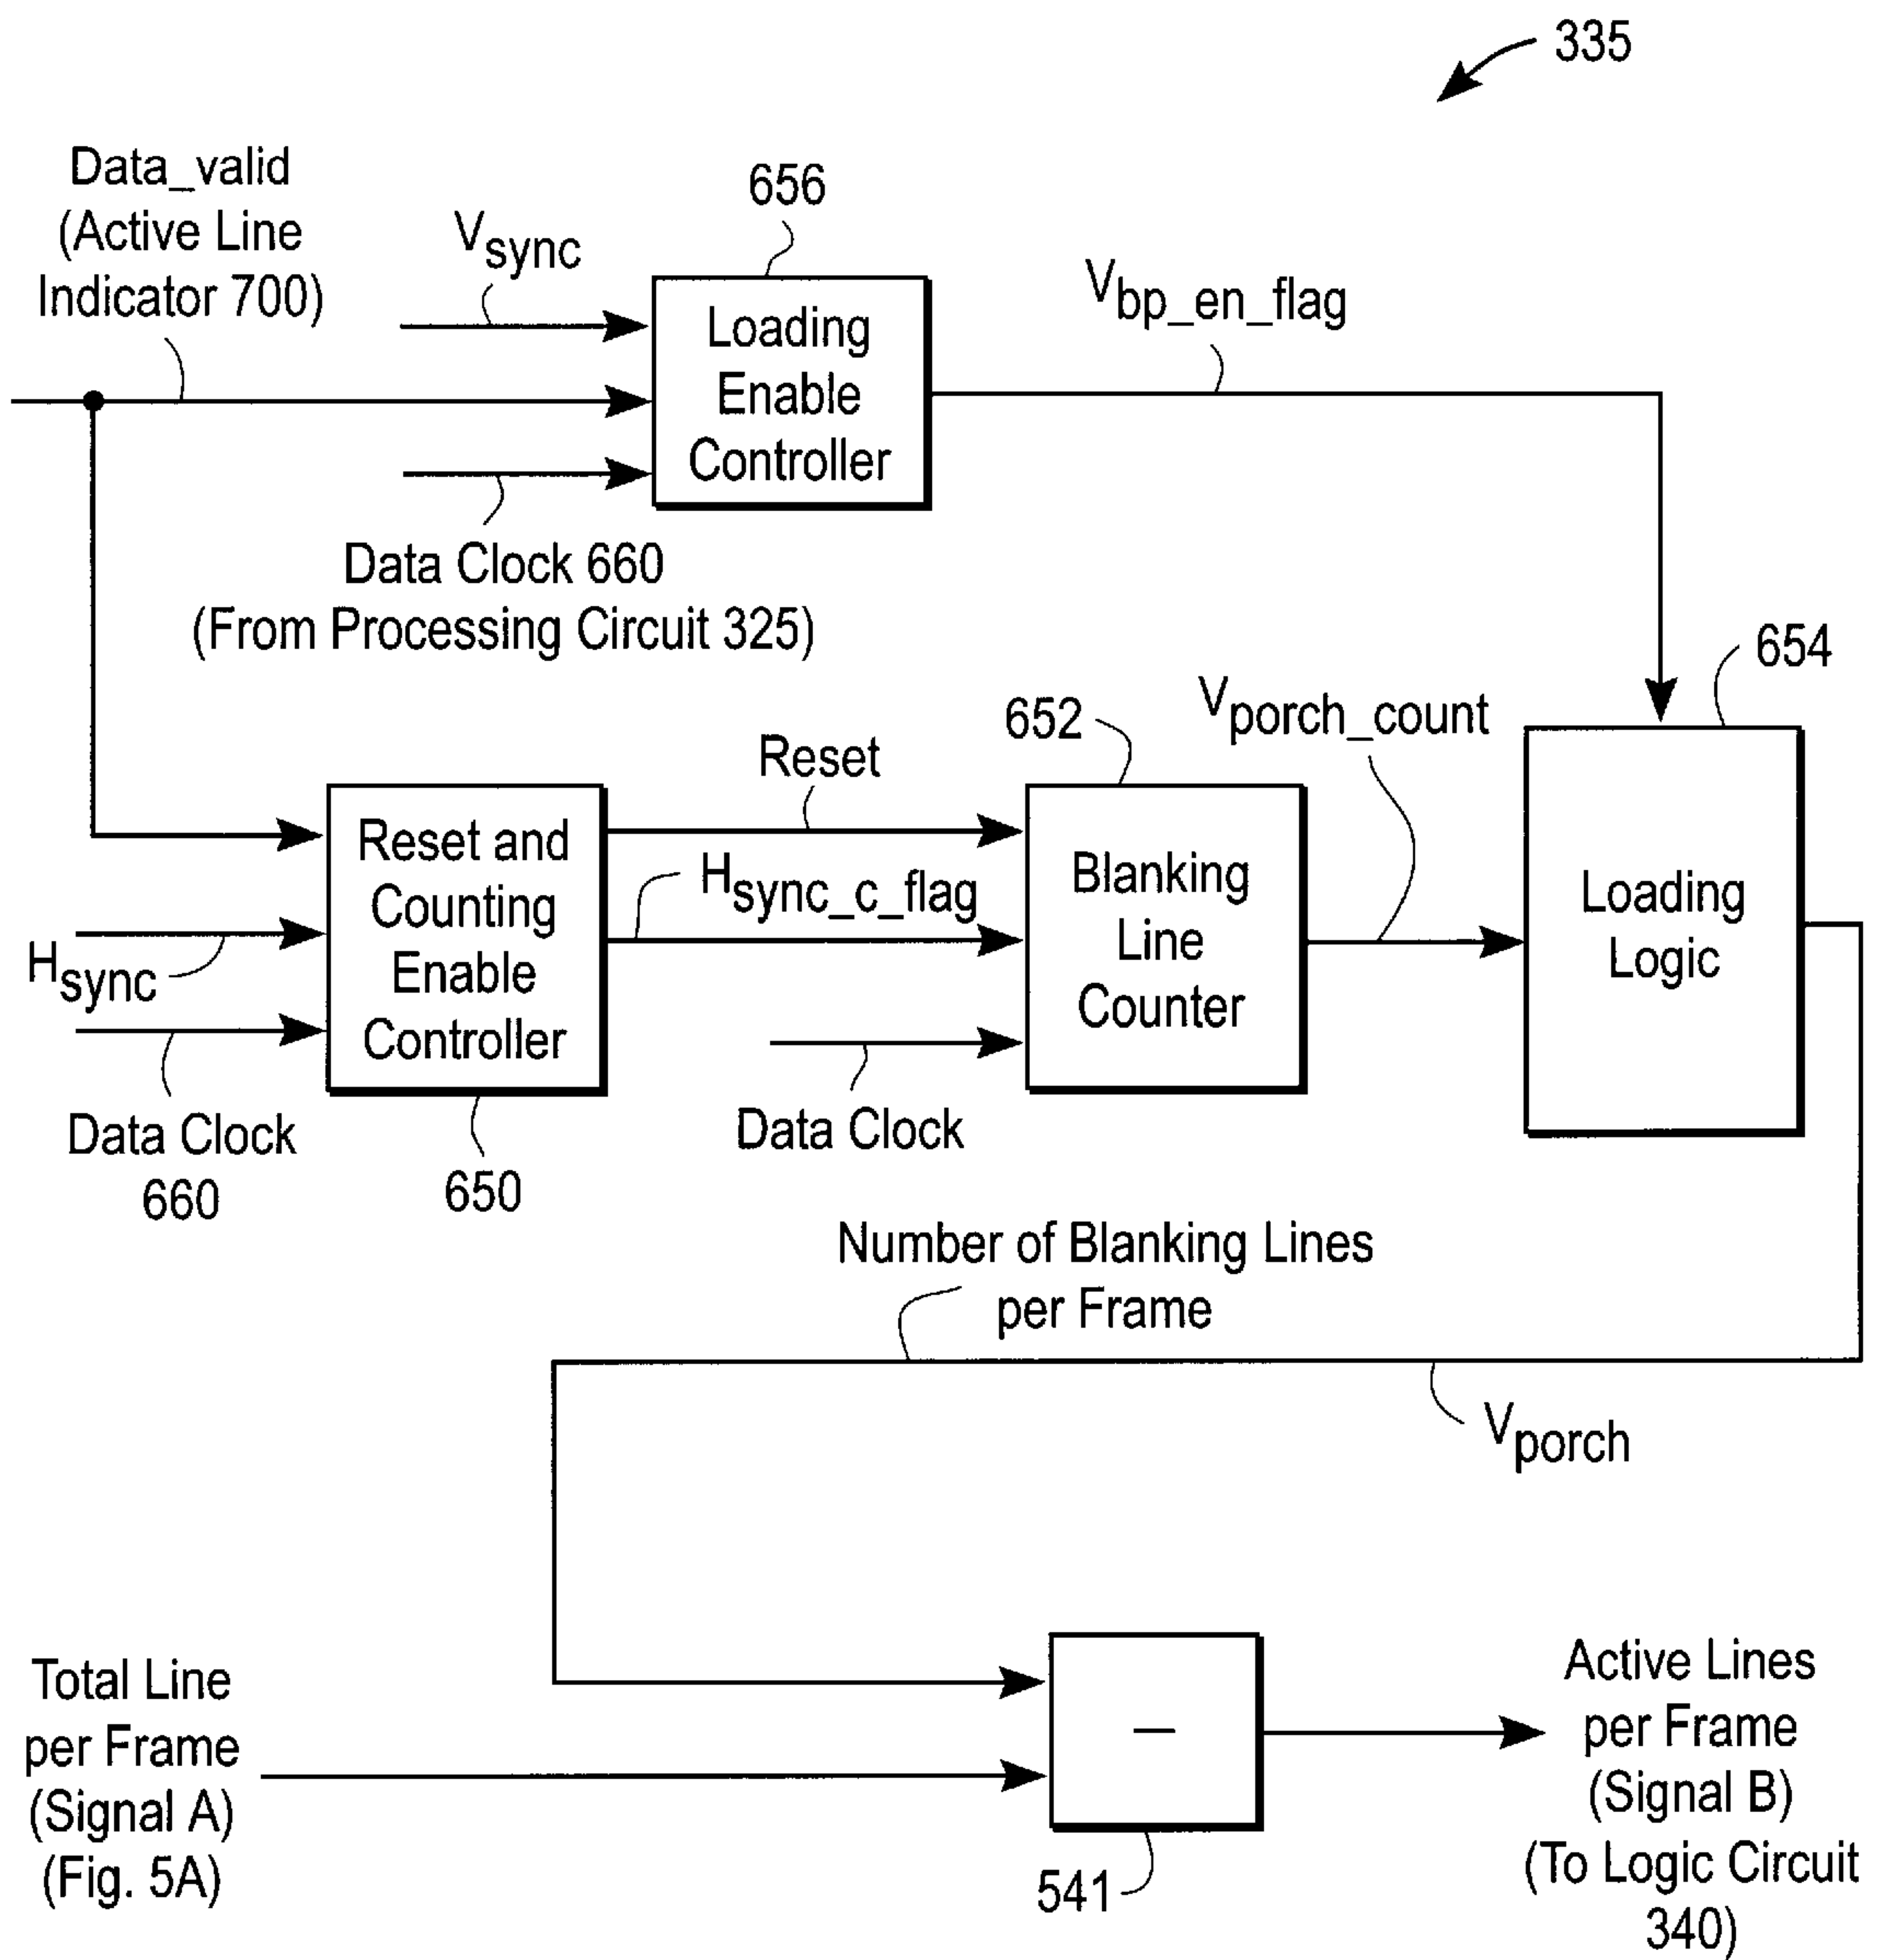 335
Data_valid
(Active Line
Indicator 700)
Vsync
656
Loading
Enable
Controller
Vbp_en_flag
Data Clock 660
(From Processing Circuit 325)
654
652
Vporch_count
Reset
Reset and
Counting
Enable
Controller
Hsync_c_flag
Blanking
Line
Counter
Loading
Logic
Hsync
Data Clock
660
650
Data Clock
Number of Blanking Lines
per Frame
Vporch
Total Line
per Frame
(Signal A)
(Fig. 5A)
–
541
Active Lines
per Frame
(Signal B)
(To Logic Circuit
340)